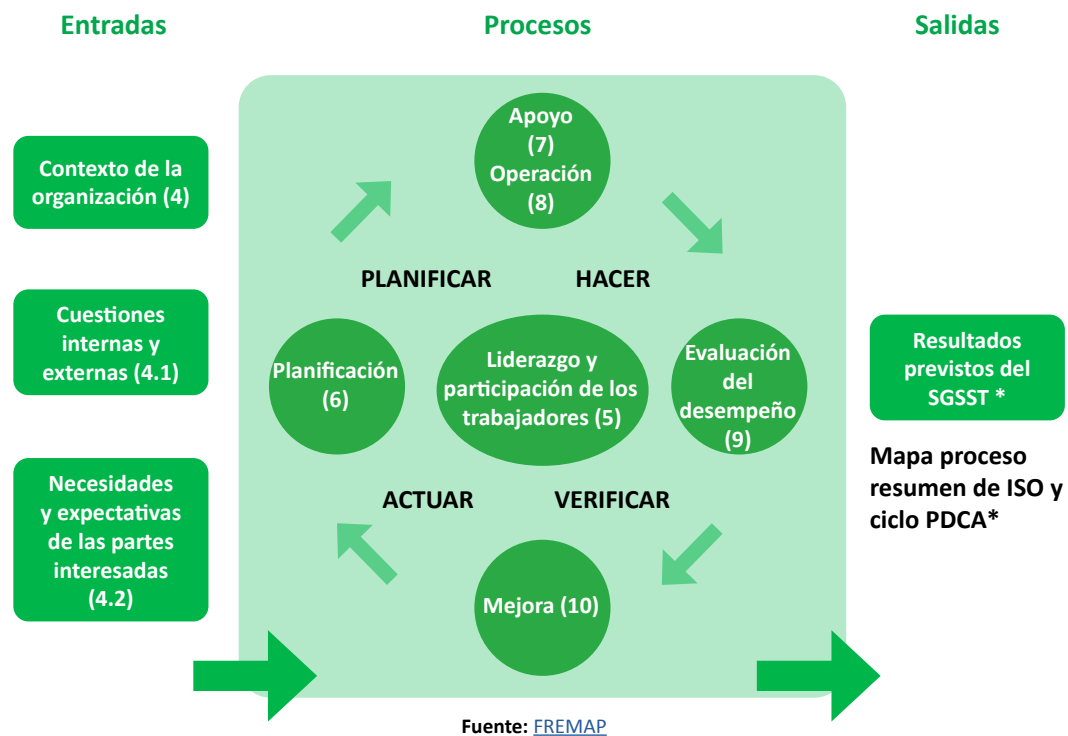 Entradas
Procesos
Salidas
Contexto de la
organización (4)
Cuestiones
internas y
externas (4.1)
Necesidades
y expectativas
de las partes
interesadas
(4.2)
Apoyo
(7)
Operación
(8)
PLANIFICAR
HACER
Planificación
(6)
Liderazgo y
participación de los
trabajadores (5)
Evaluación
del
desempeño
(9)
ACTUAR
VERIFICAR
Mejora (10)
Resultados
previstos del
SGSST *
Mapa proceso
resumen de ISO y
ciclo PDCA*
Fuente: FREMAP